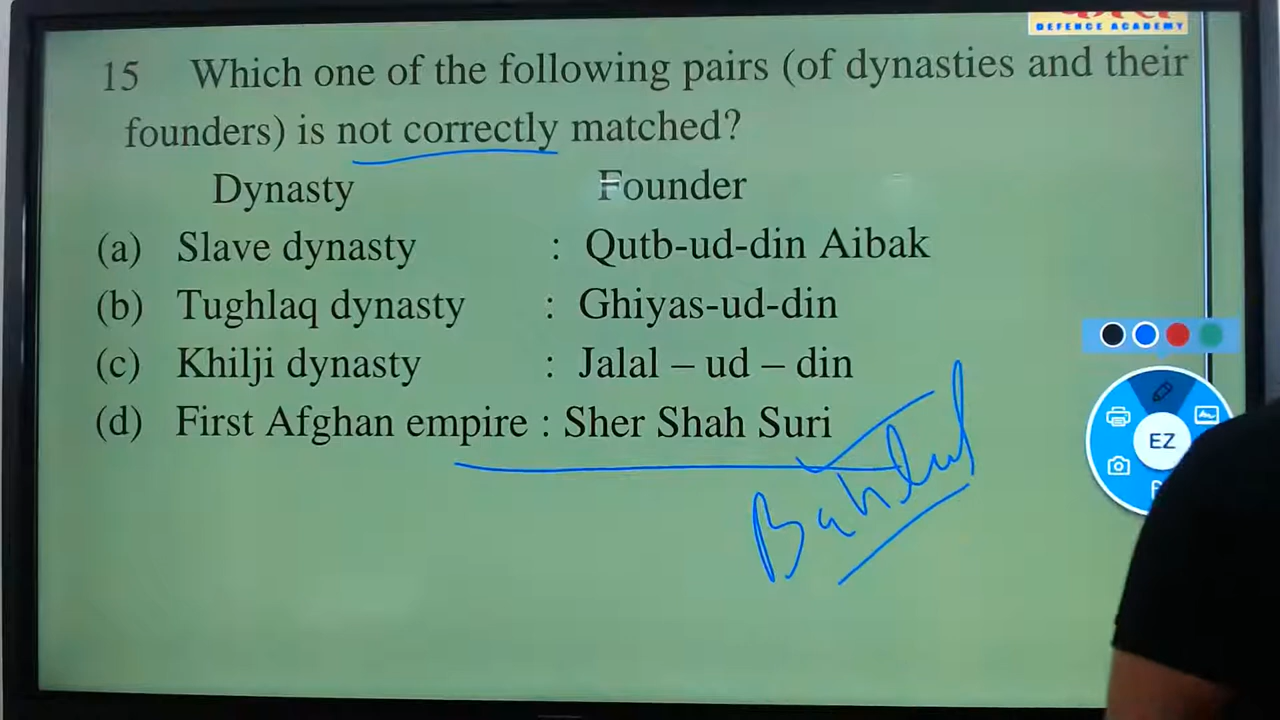 DEFENCE ACADEMY
15 Which one of the following pairs (of dynasties and their
founders) is not correctly matched?
Dynasty Founder
(a) Slave dynasty : Qutb-ud-din Aibak
(b) Tughlaq dynasty : Ghiyas-ud-din
(c) Khilji dynasty : Jalal – ud – din
(d) First Afghan empire : Sher Shah Suri
Bahlul
EZ